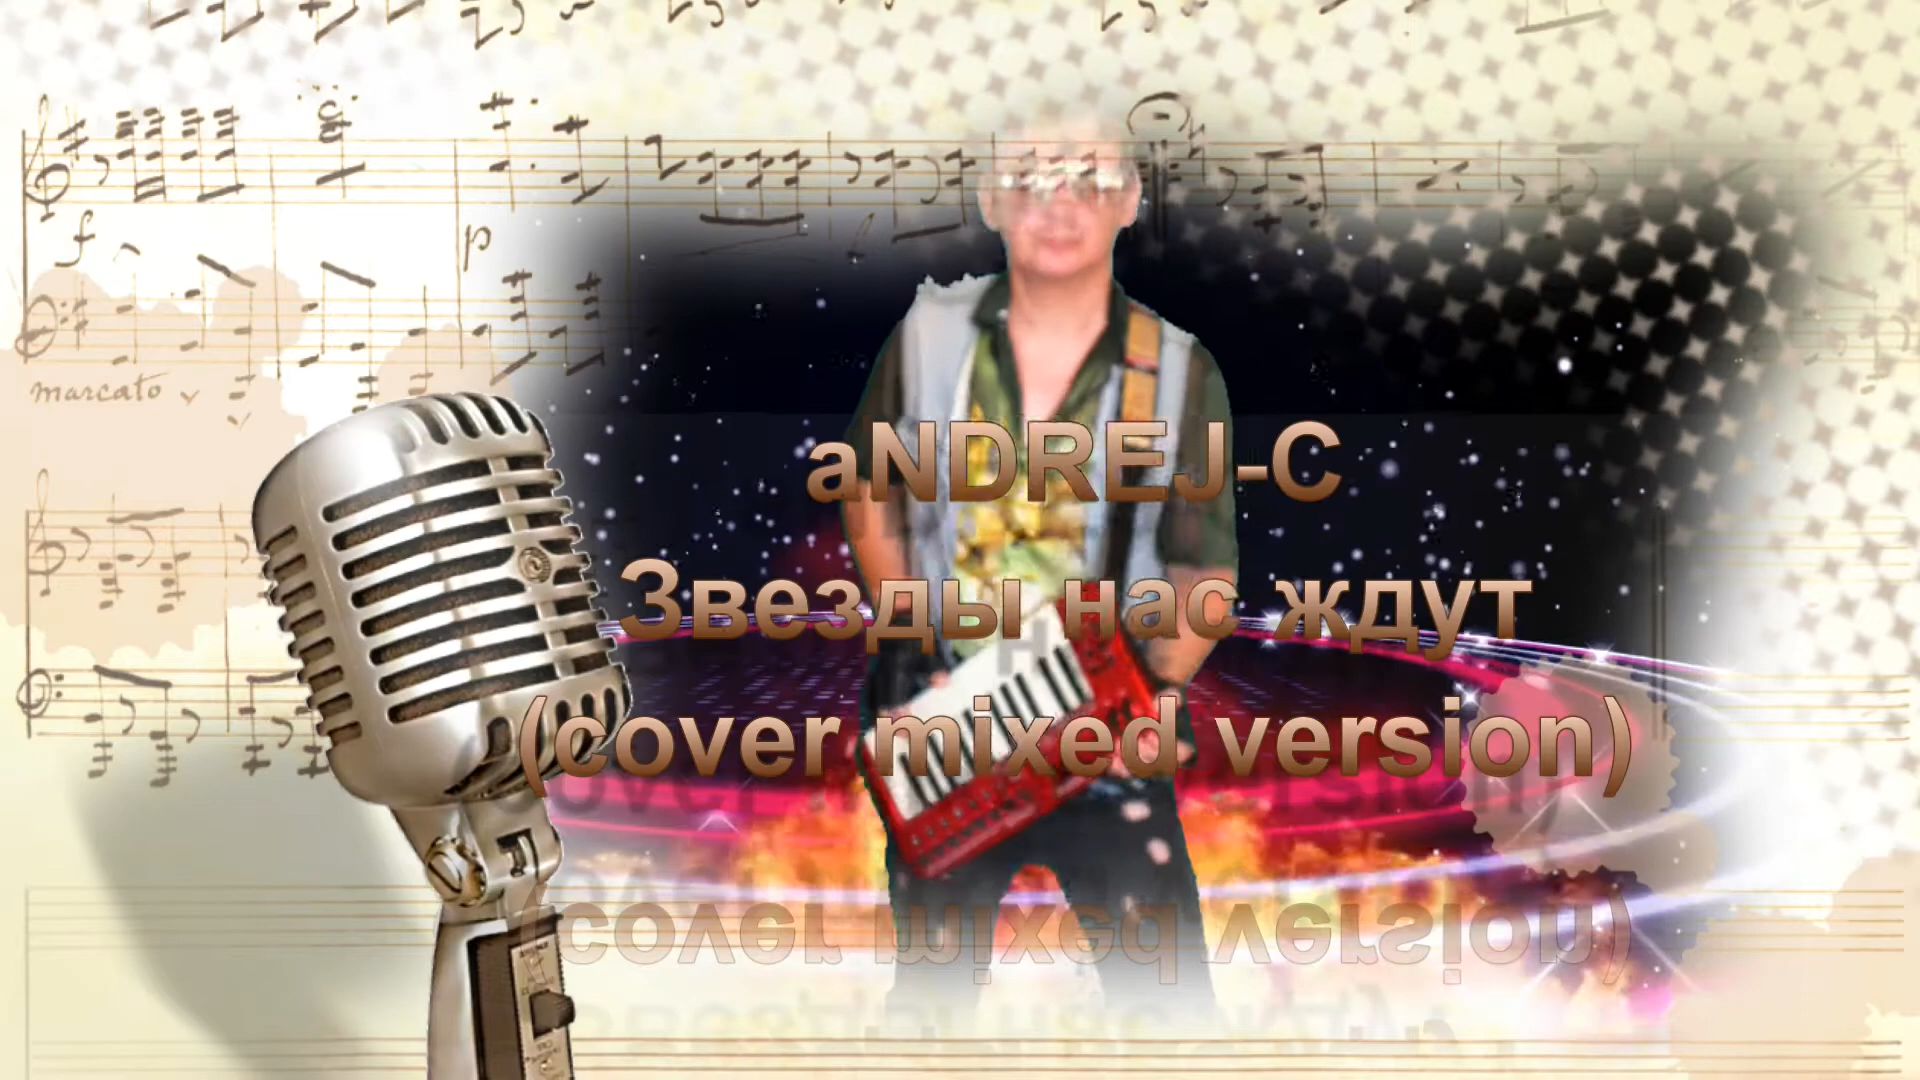 f
p
marcato
aNDREJ-C
Звезды нас ждут
(cover mixed version)